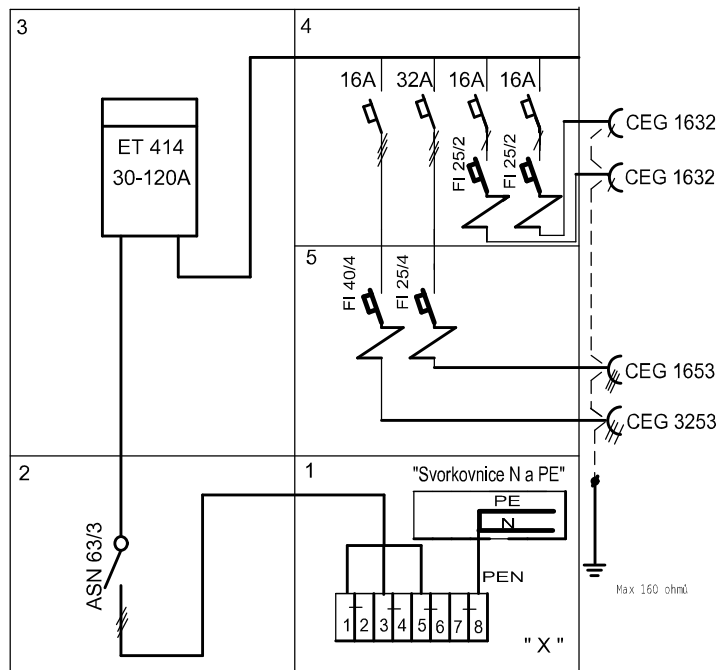 3
4
16A
32A
16A
16A
CEG 1632
ET 414
30-120A
FI 25/2
FI 25/2
CEG 1632
5
FI 40/4
FI 25/4
CEG 1653
CEG 3253
2
1
"Svorkovnice N a PE"
PE
N
ASN 63/3
PEN
Max 160 ohmů
1 2 3 4 5 6 7 8
" X "